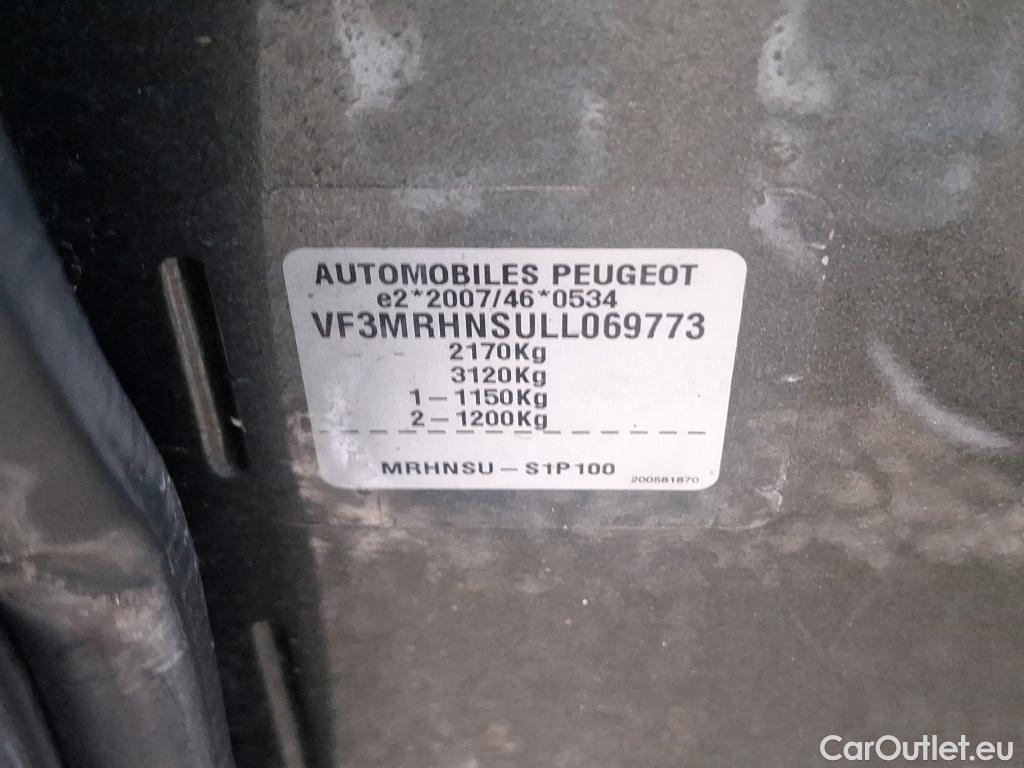 AUTOMOBILES PEUGEOT
e2*2007/46*0534
VF3MRHNSULL069773
2170Kg
3120Kg
1-1150Kg
2-1200Kg
MRHNSU-S1P100
200581870
CarOutlet.eu